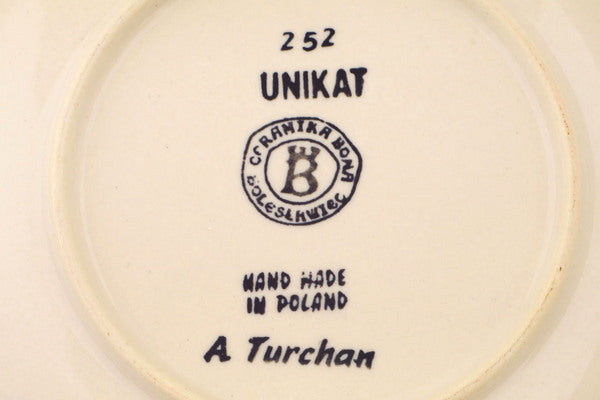 252
UNIKAT
CERAMIKA BONA
B
BOLESŁAWIEC
HAND MADE
IN POLAND
A Turchan